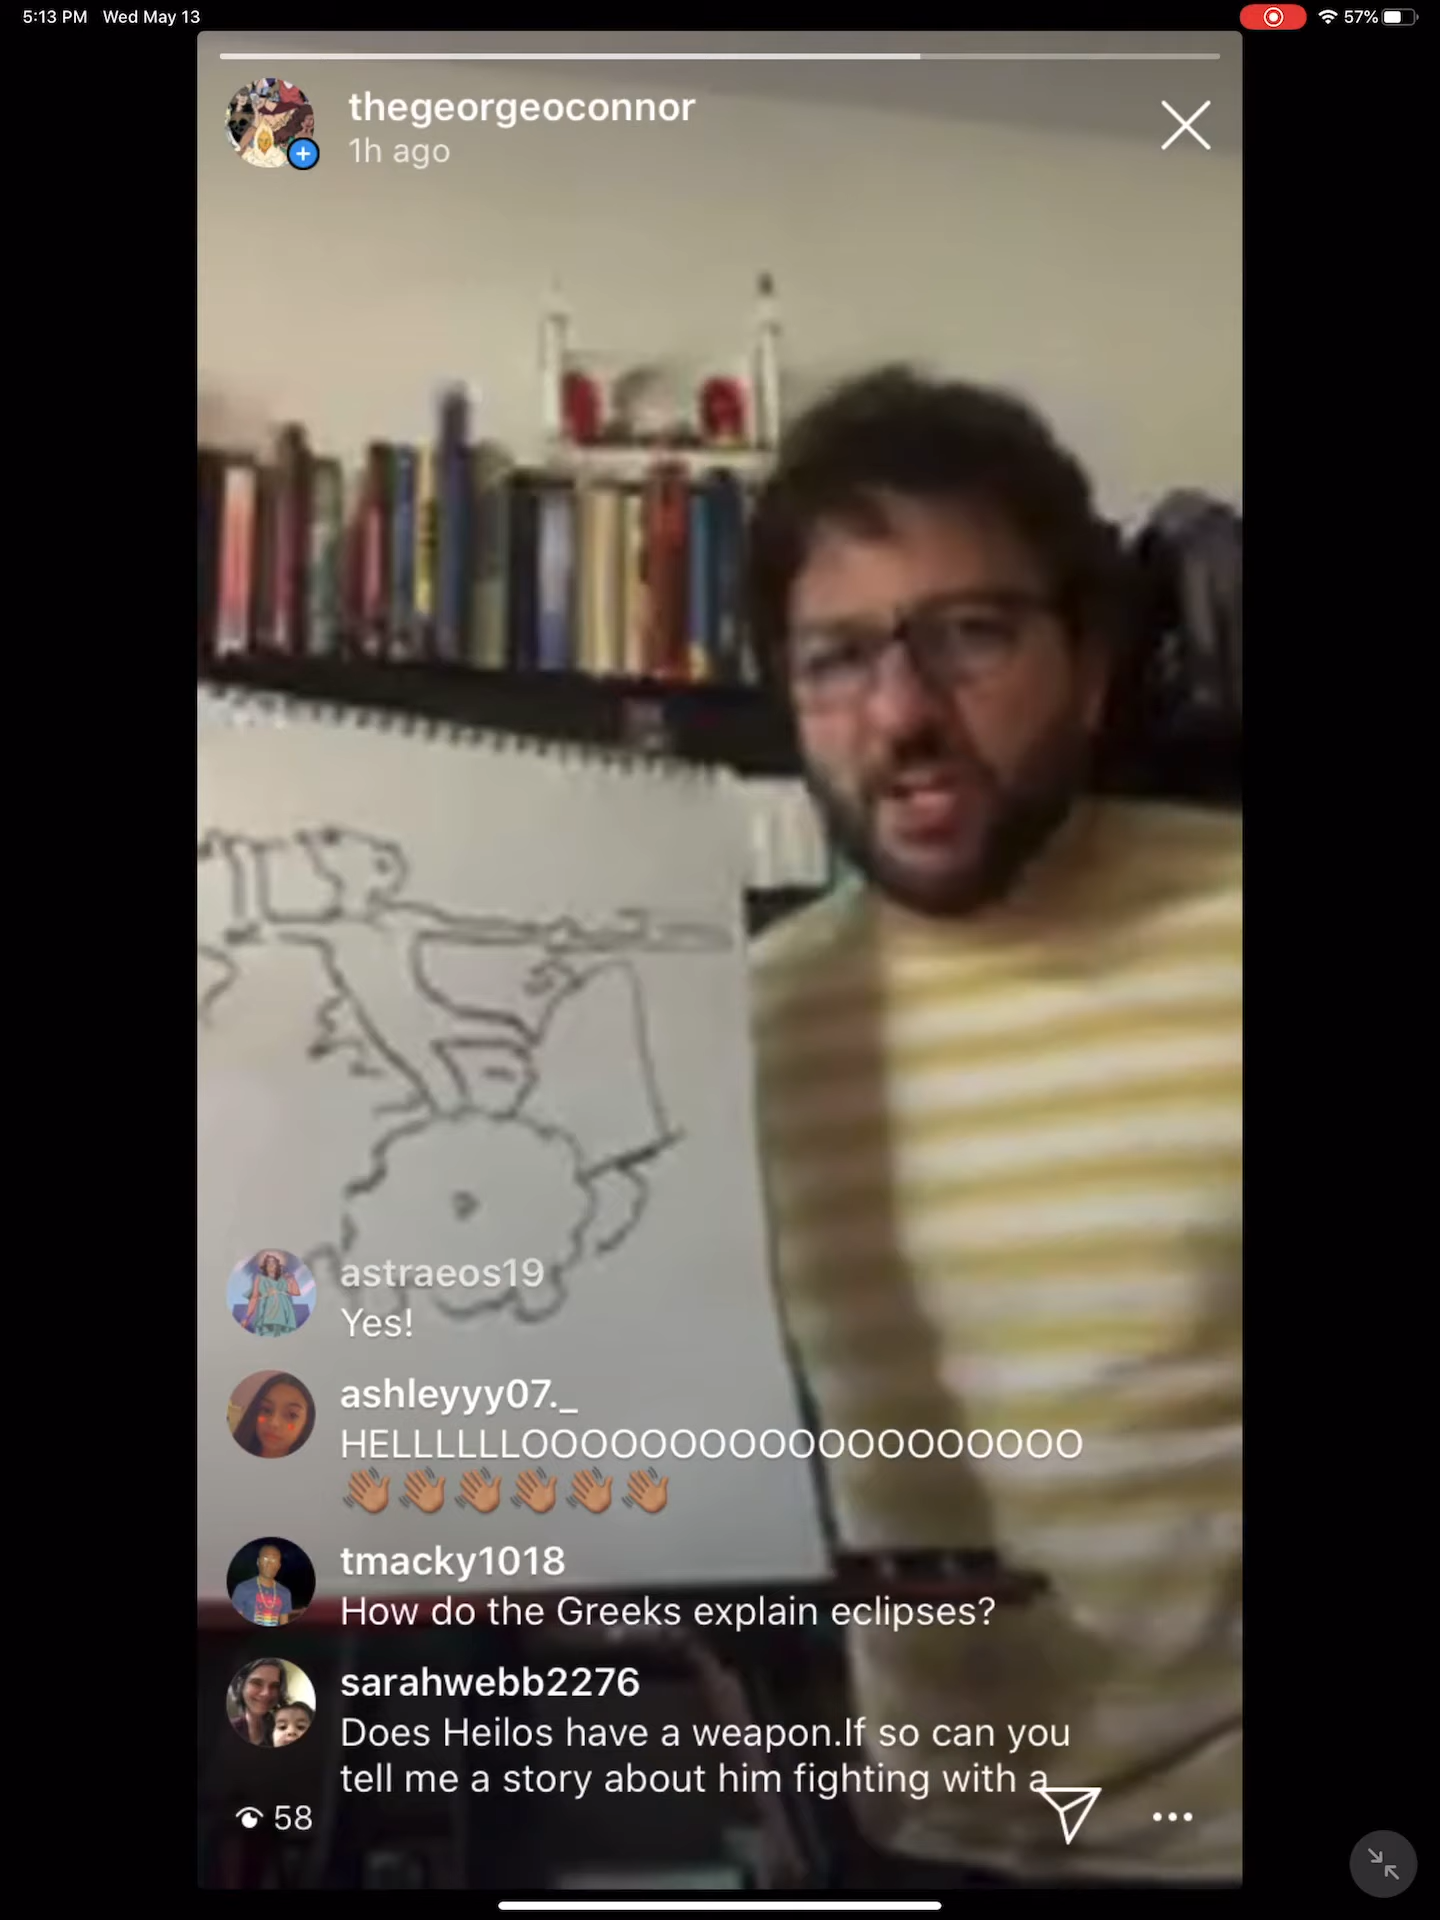 5:13 PM Wed May 13
57%
thegeorgeoconnor
1h ago
astraeos19
Yes!
ashleyyy07._
HELLLLLLOOOOOOOOOOOOOOOOOOO
👋🏽👋🏽👋🏽👋🏽👋🏽👋🏽
tmacky1018
How do the Greeks explain eclipses?
sarahwebb2276
Does Heilos have a weapon.If so can you
tell me a story about him fighting with a
58